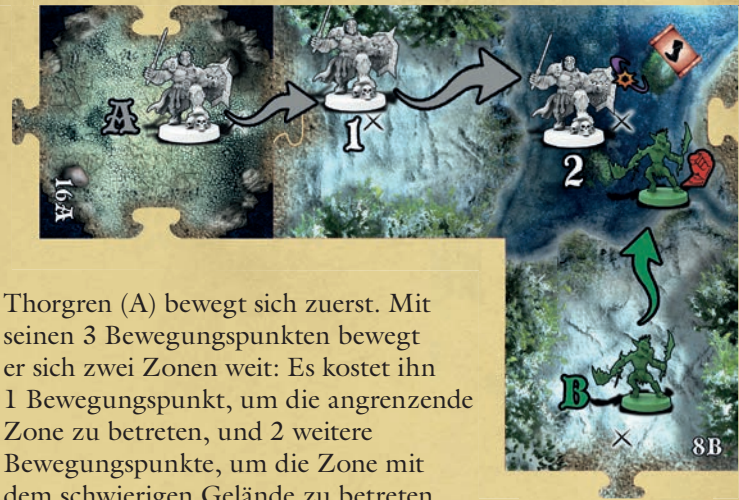 A
1
2
16A
B
8B
Thorgren (A) bewegt sich zuerst. Mit
seinen 3 Bewegungspunkten bewegt
er sich zwei Zonen weit: Es kostet ihn
1 Bewegungspunkt, um die angrenzende
Zone zu betreten, und 2 weitere
Bewegungspunkte, um die Zone mit
dem schwierigen Gelände zu betreten